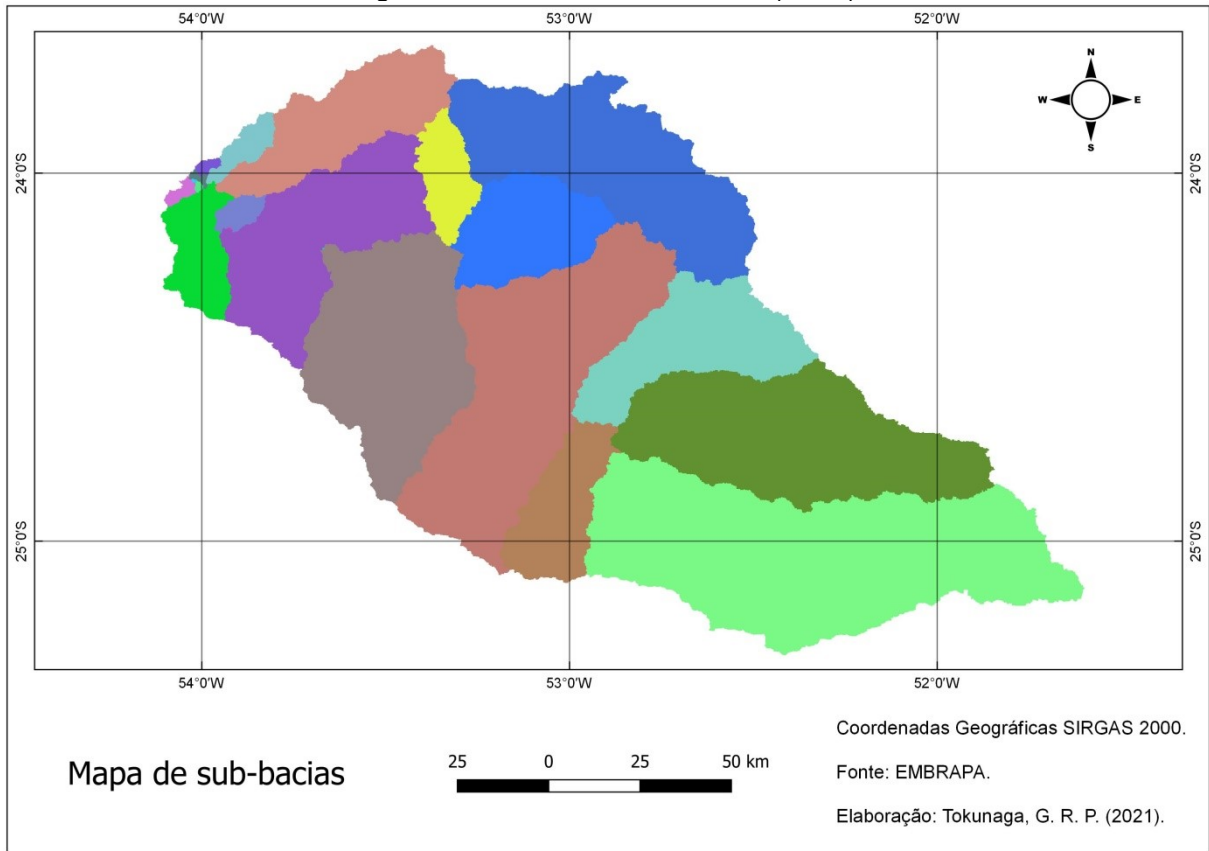 54°0'W 53°0'W 52°0'W
N
W E
S
24°0'S 24°0'S
25°0'S 25°0'S
54°0'W 53°0'W 52°0'W
Coordenadas Geográficas SIRGAS 2000.
25 0 25 50 km
Mapa de sub-bacias
Fonte: EMBRAPA.
Elaboração: Tokunaga, G. R. P. (2021).